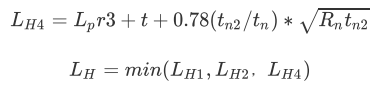 L_{H4} = L_p r3 + t + 0.78(t_{n2}/t_n) * \sqrt{R_n t_{n2}}
L_H = min(L_{H1}, L_{H2}, L_{H4})